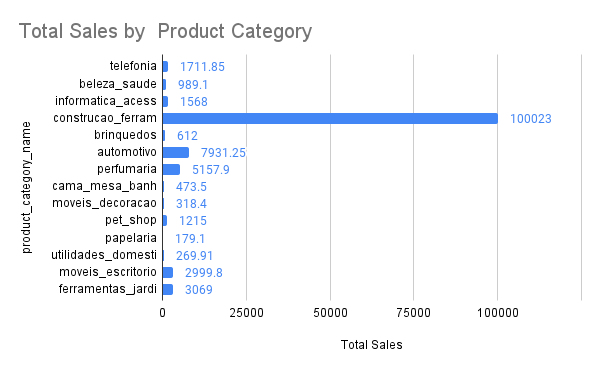 Total Sales by  Product Category
product_category_name
telefonia 1711.85
beleza_saude 989.1
informatica_acess 1568
construcao_ferram 100023
brinquedos 612
automotivo 7931.25
perfumaria 5157.9
cama_mesa_banh 473.5
moveis_decoracao 318.4
pet_shop 1215
papelaria 179.1
utilidades_domesti 269.91
moveis_escritorio 2999.8
ferramentas_jardi 3069
0 25000 50000 75000 100000
Total Sales